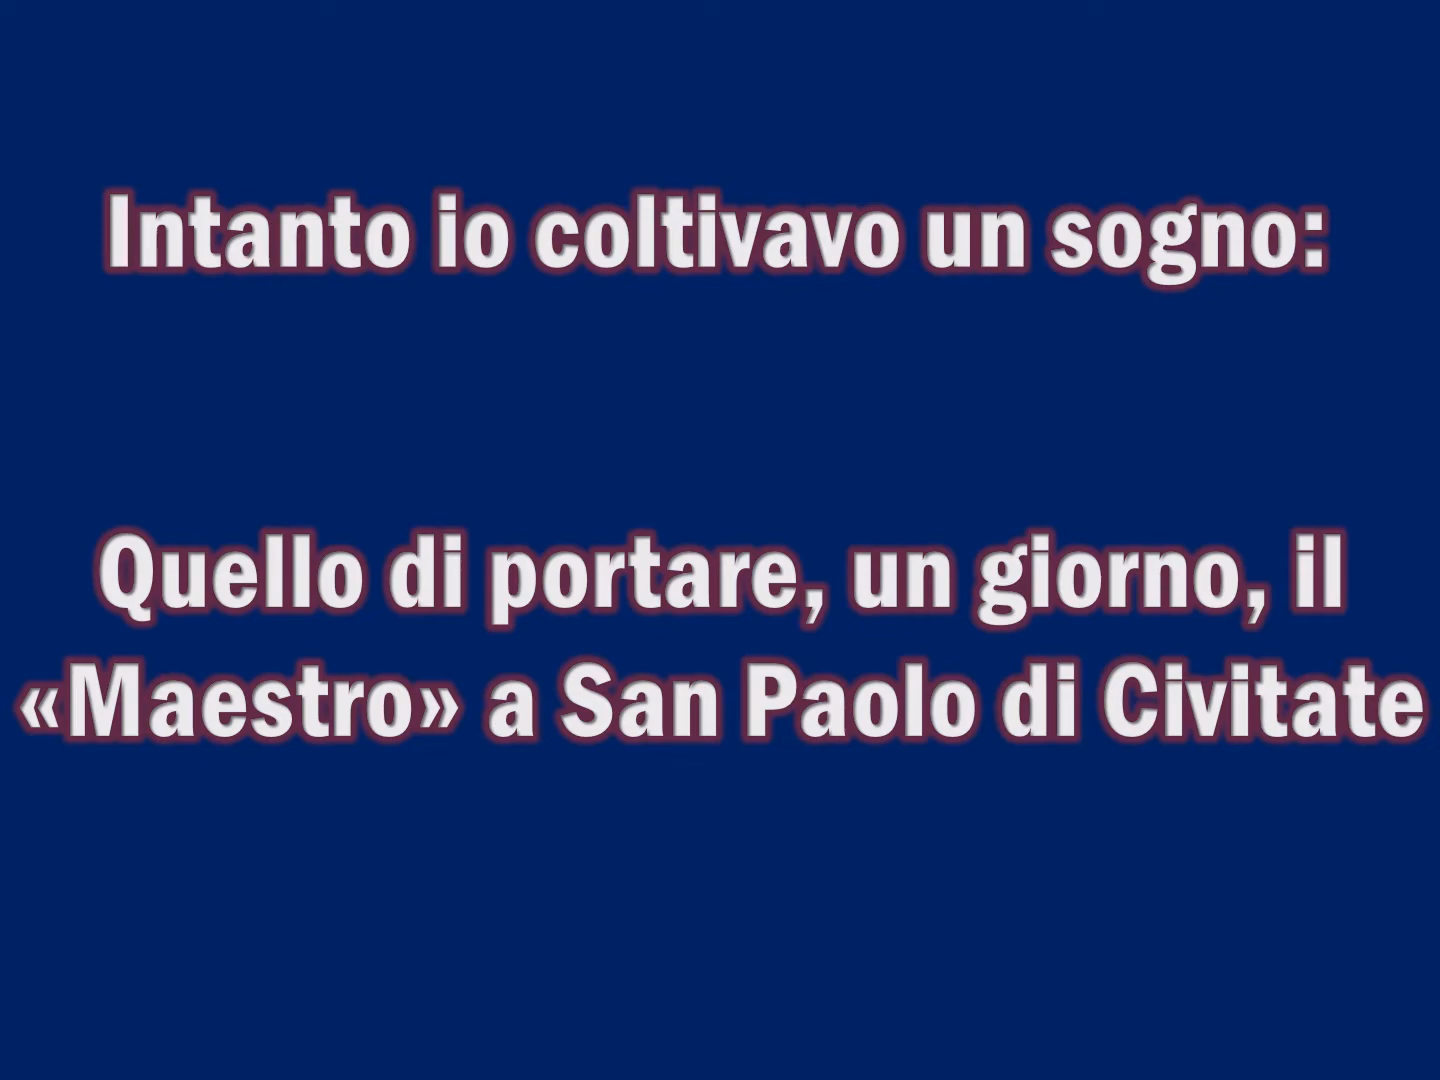 Intanto io coltivavo un sogno:
Quello di portare, un giorno, il
«Maestro» a San Paolo di Civitate